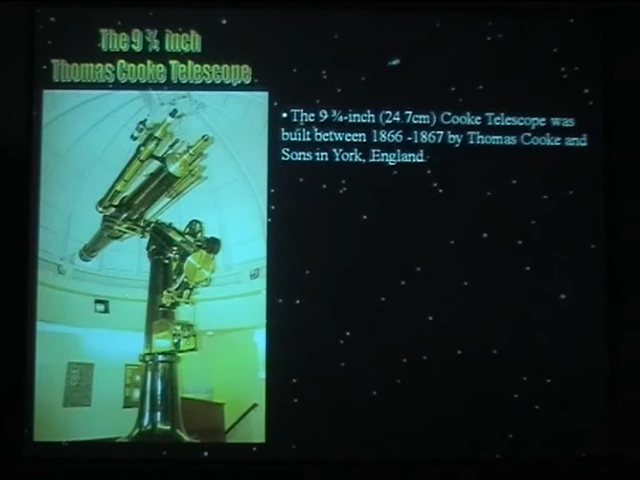 The 9 ¾ inch
Thomas Cooke Telescope
• The 9 ¾-inch (24.7cm) Cooke Telescope was
built between 1866 -1867 by Thomas Cooke and
Sons in York, England.